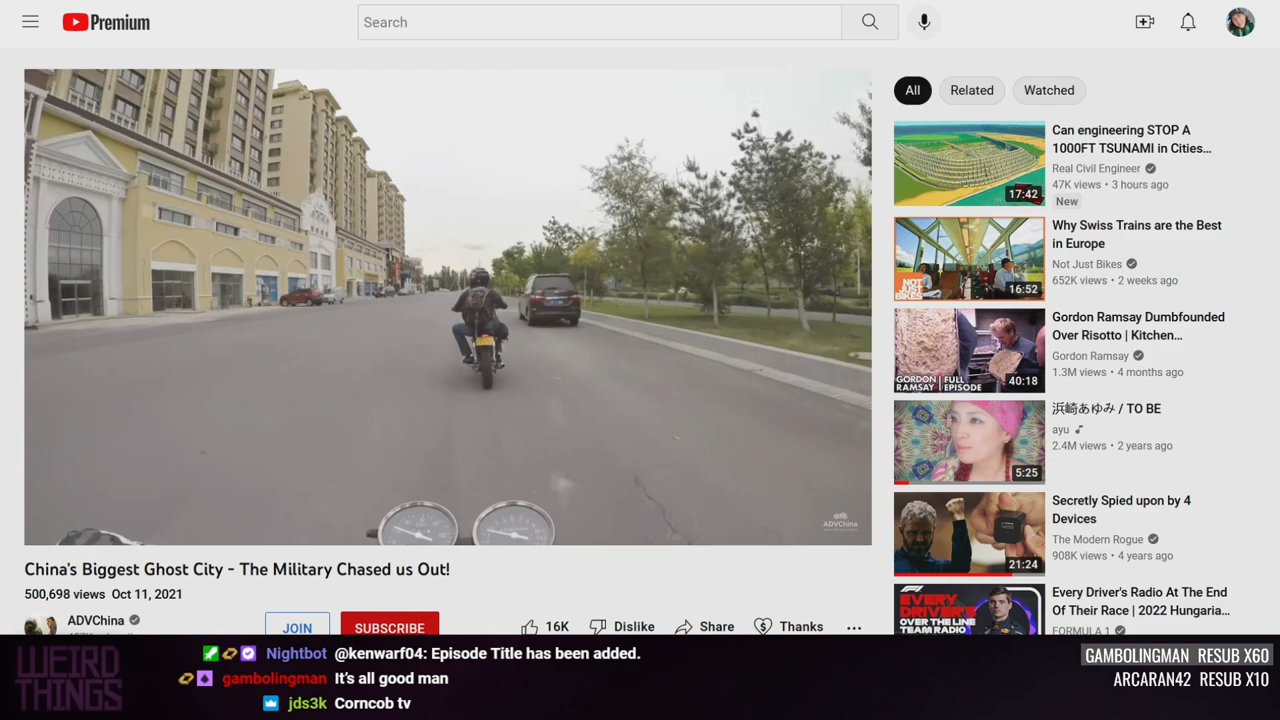 Premium
Search
All
Related
Watched
ADVChina
China's Biggest Ghost City - The Military Chased us Out!
500,698 views Oct 11, 2021
ADVChina
JOIN
SUBSCRIBE
16K
Dislike
Share
Thanks
17:42
Can engineering STOP A
1000FT TSUNAMI in Cities…
Real Civil Engineer
47K views • 3 hours ago
New
NOT
JUST
BIKES
16:52
Why Swiss Trains are the Best
in Europe
Not Just Bikes
652K views • 2 weeks ago
GORDON
RAMSAY
FULL
EPISODE
40:18
Gordon Ramsay Dumbfounded
Over Risotto | Kitchen…
Gordon Ramsay
1.3M views • 4 months ago
5:25
浜崎あゆみ / TO BE
ayu
2.4M views • 2 years ago
21:24
Secretly Spied upon by 4
Devices
The Modern Rogue
908K views • 4 years ago
F1
EVERY
DRIVER'S
OVER THE LINE
TEAM RADIO
Every Driver's Radio At The End
Of Their Race | 2022 Hungaria…
FORMULA 1
WEIRD
THINGS
Nightbot @kenwarf04: Episode Title has been added.
gambolingman It's all good man
jds3k Corncob tv
GAMBOLINGMAN RESUB X60
ARCARAN42 RESUB X10